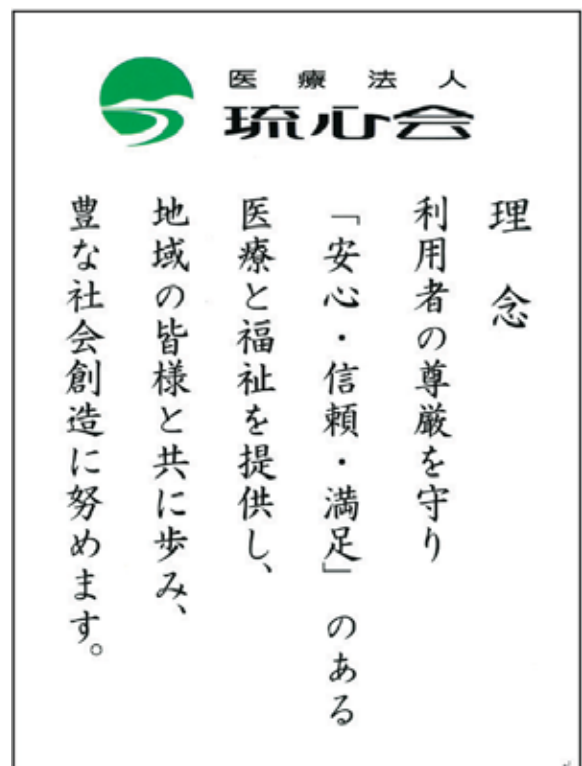 医療法人
琉心会
理念
利用者の尊厳を守り
「安心・信頼・満足」のある
医療と福祉を提供し、
地域の皆様と共に歩み、
豊な社会創造に努めます。